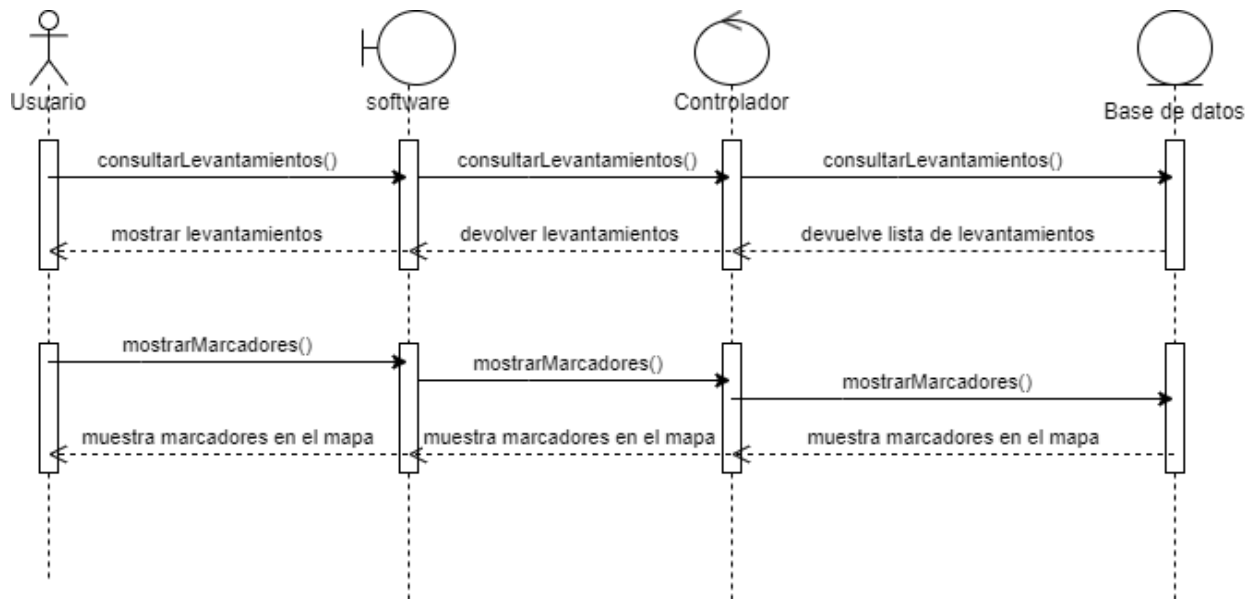 Usuario
software
Controlador
Base de datos
consultarLevantamientos()
consultarLevantamientos()
consultarLevantamientos()
mostrar levantamientos
devolver levantamientos
devuelve lista de levantamientos
mostrarMarcadores()
mostrarMarcadores()
mostrarMarcadores()
muestra marcadores en el mapa
muestra marcadores en el mapa
muestra marcadores en el mapa